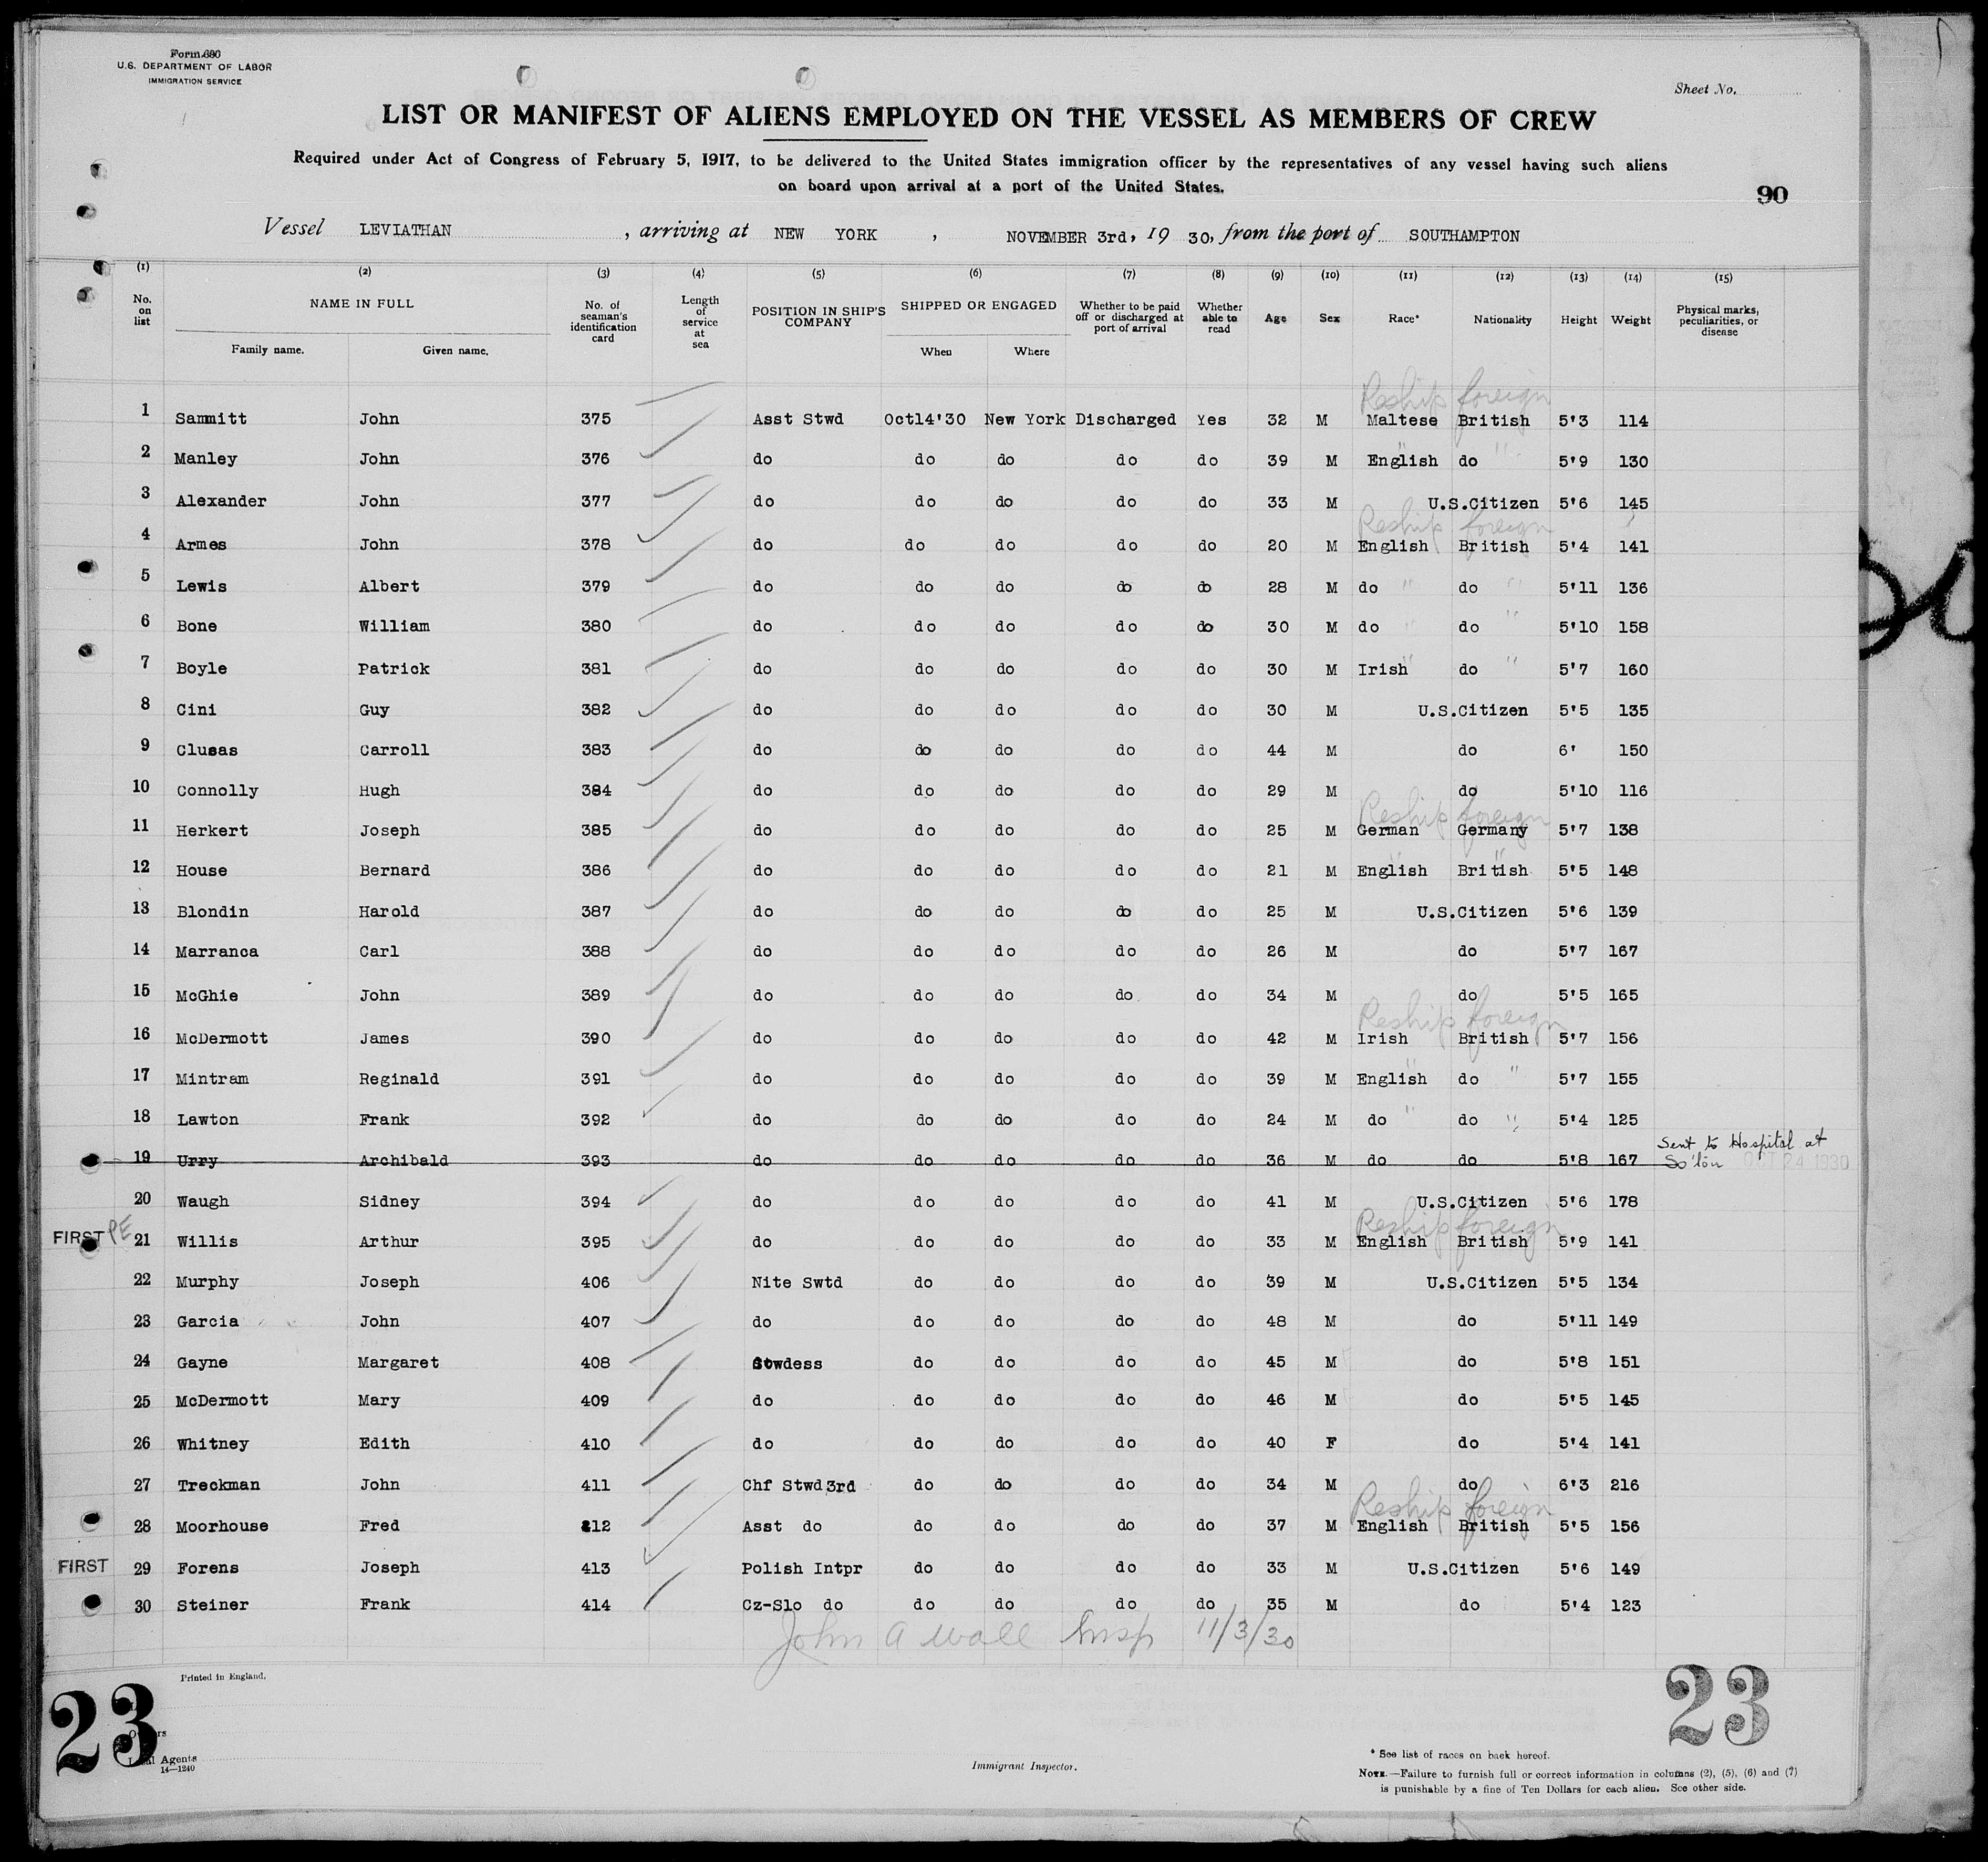 Form 680
U.S. DEPARTMENT OF LABOR
IMMIGRATION SERVICE
Sheet No.
LIST OR MANIFEST OF ALIENS EMPLOYED ON THE VESSEL AS MEMBERS OF CREW
Required under Act of Congress of February 5, 1917, to be delivered to the United States immigration officer by the representatives of any vessel having such aliens
on board upon arrival at a port of the United States.
90
Vessel LEVIATHAN , arriving at NEW YORK , NOVEMBER 3rd, 19 30, from the port of SOUTHAMPTON
(1) (2) (3) (4) (5) (6) (7) (8) (9) (10) (11) (12) (13) (14) (15)
No. on list NAME IN FULL Family name. Given name. No. of seaman's identification card Length of service at sea POSITION IN SHIP'S COMPANY SHIPPED OR ENGAGED When Where Whether to be paid off or discharged at port of arrival Whether able to read Age Sex Race* Nationality Height Weight Physical marks, peculiarities, or disease
Reship foreign
1 Sammitt John 375 Asst Stwd Oct14'30 New York Discharged Yes 32 M Maltese British 5'3 114
2 Manley John 376 do do do do do 39 M English " do " 5'9 130
3 Alexander John 377 do do do do do 33 M U.S.Citizen 5'6 145
Reship foreign
4 Armes John 378 do do do do do 20 M English British 5'4 141
5 Lewis Albert 379 do do do do do 28 M do " do " 5'11 136
6 Bone William 380 do do do do do 30 M do " do " 5'10 158
7 Boyle Patrick 381 do do do do do 30 M Irish " do " 5'7 160
8 Cini Guy 382 do do do do do 30 M U.S.Citizen 5'5 135
9 Clusas Carroll 383 do do do do do 44 M do 6' 150
10 Connolly Hugh 384 do do do do do 29 M do 5'10 116
Reship foreign
11 Herkert Joseph 385 do do do do do 25 M German Germany 5'7 138
12 House Bernard 386 do do do do do 21 M English " British " 5'5 148
13 Blondin Harold 387 do do do do do 25 M U.S.Citizen 5'6 139
14 Marranca Carl 388 do do do do do 26 M do 5'7 167
15 McGhie John 389 do do do do do 34 M do 5'5 165
Reship foreign
16 McDermott James 390 do do do do do 42 M Irish British 5'7 156
17 Mintram Reginald 391 do do do do do 39 M English " do " 5'7 155
18 Lawton Frank 392 do do do do do 24 M do " do " 5'4 125
19 Urry Archibald 393 do do do do do 36 M do do 5'8 167 Sent to Hospital at
So'ton OCT 24 1930
20 Waugh Sidney 394 do do do do do 41 M U.S.Citizen 5'6 178
Reship foreign
FIRST PE 21 Willis Arthur 395 do do do do do 33 M English British 5'9 141
22 Murphy Joseph 406 Nite Swtd do do do do 39 M U.S.Citizen 5'5 134
23 Garcia John 407 do do do do do 48 M do 5'11 149
24 Gayne Margaret 408 Stwdess do do do do 45 M do 5'8 151
25 McDermott Mary 409 do do do do do 46 M do 5'5 145
26 Whitney Edith 410 do do do do do 40 F do 5'4 141
27 Treckman John 411 Chf Stwd 3rd do do do do 34 M do 6'3 216
Reship foreign
28 Moorhouse Fred 412 Asst do do do do do 37 M English British 5'5 156
FIRST 29 Forens Joseph 413 Polish Intpr do do do do 33 M U.S.Citizen 5'6 149
30 Steiner Frank 414 Cz-Slo do do do do do 35 M do 5'4 123
John A Wall Insp 11/3/30
Printed in England.
23
23
Agents
14—1240
Immigrant Inspector.
* See list of races on back hereof.
NOTE.—Failure to furnish full or correct information in columns (2), (5), (6) and (7)
is punishable by a fine of Ten Dollars for each alien. See other side.